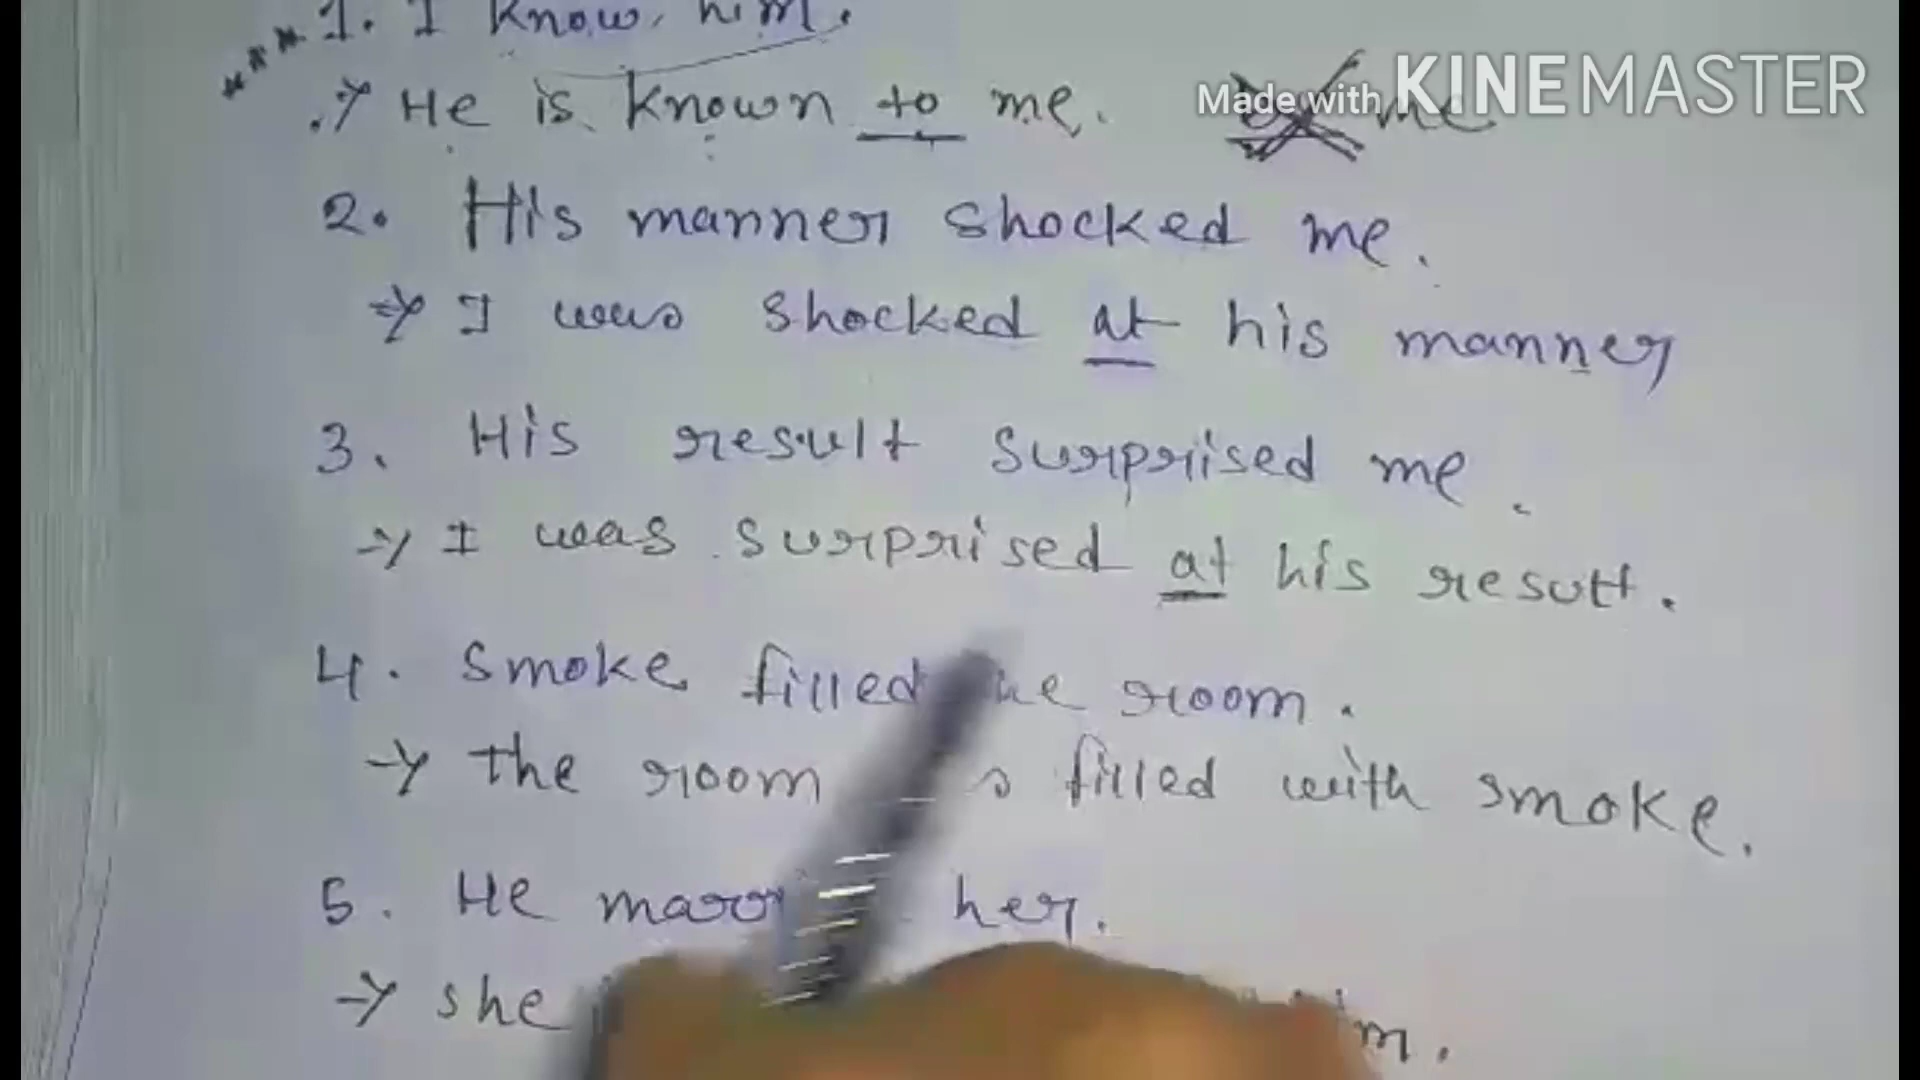 1. I know him.
→ He is known to me. me
Made with KINEMASTER
2. His manner shocked me.
→ I was shocked at his manner
3. His result surprised me.
→ I was surprised at his result.
4. Smoke filled room.
→ the room filled with smoke.
5. He her.
→ she